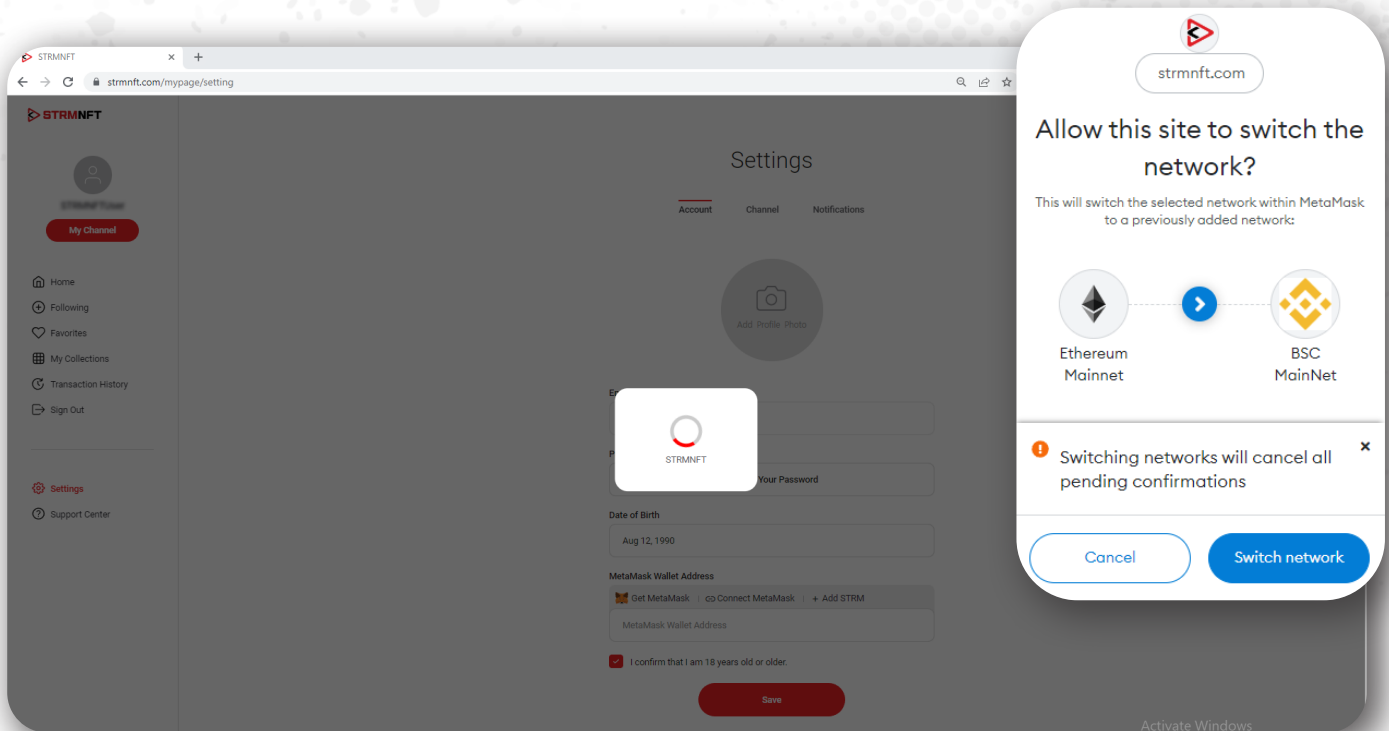 STRMNFT
strmnft.com/mypage/setting
STRMNFT
My Channel
Home
Following
Favorites
My Collections
Transaction History
Sign Out
Settings
Support Center
Settings
Account Channel Notifications
Add Profile Photo
STRMNFT
Your Password
Date of Birth
Aug 12, 1990
MetaMask Wallet Address
Get MetaMask Connect MetaMask + Add STRM
MetaMask Wallet Address
I confirm that I am 18 years old or older.
Save
strmnft.com
Allow this site to switch the
network?
This will switch the selected network within MetaMask
to a previously added network:
Ethereum
Mainnet
BSC
MainNet
Switching networks will cancel all
pending confirmations
Cancel
Switch network
Activate Windows